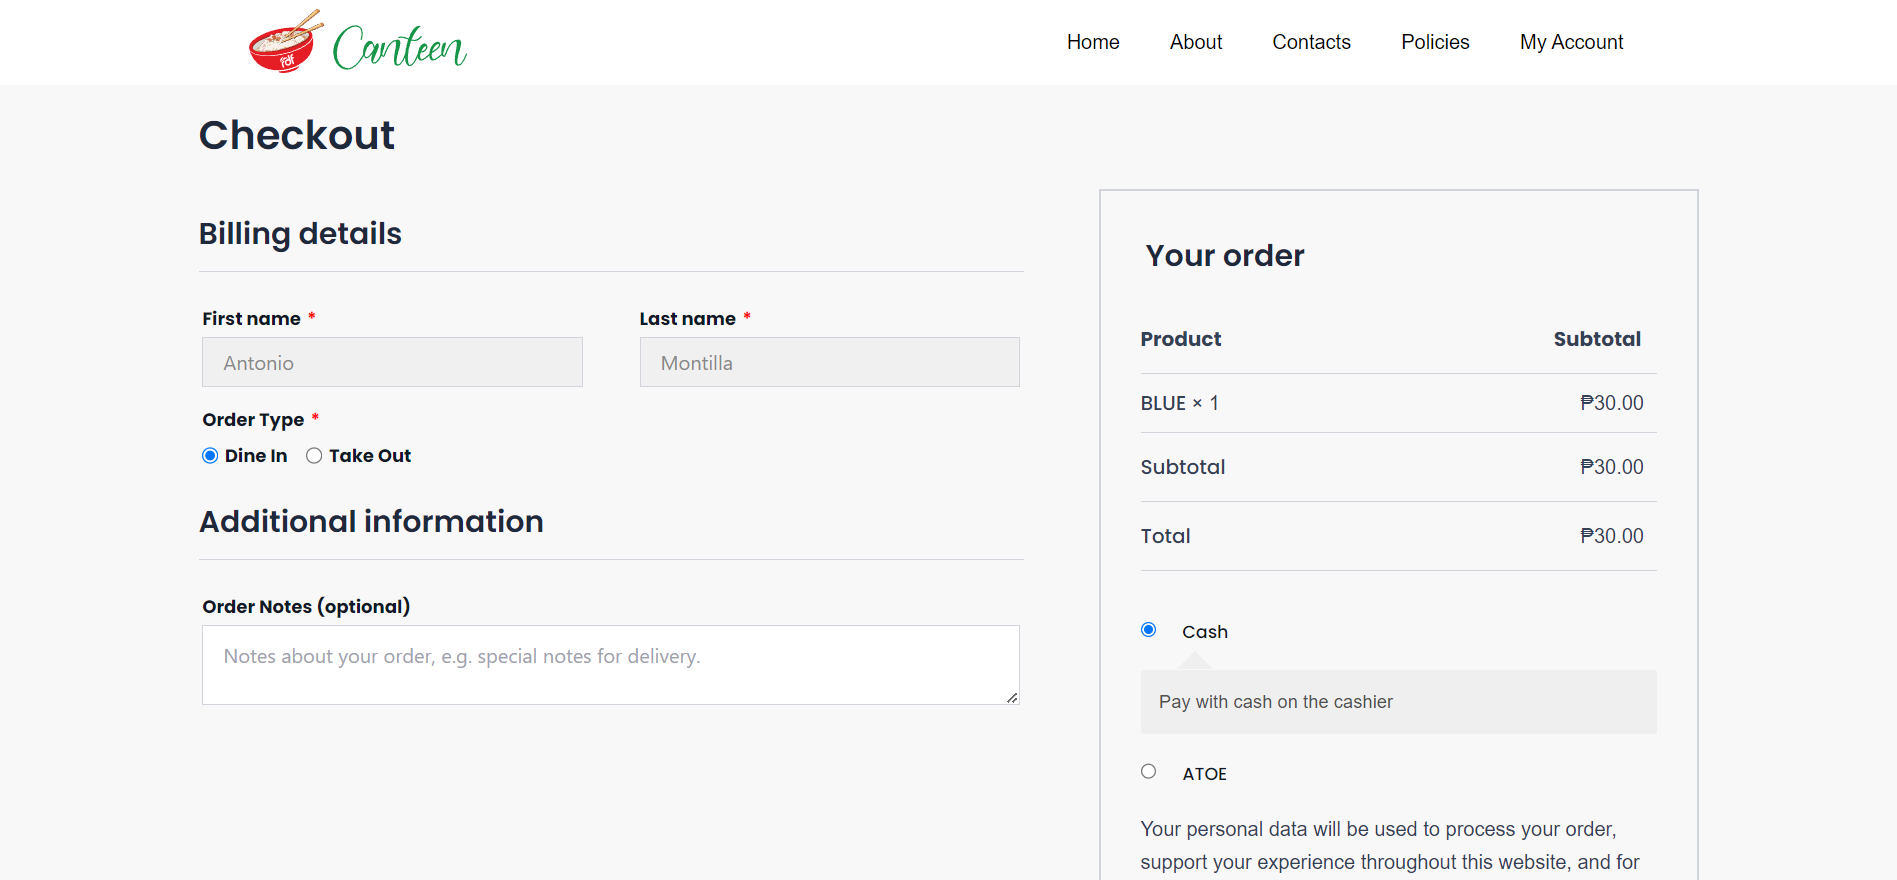 rdf Canteen
Home About Contacts Policies My Account
Checkout
Billing details
First name *
Last name *
Antonio
Montilla
Order Type *
Dine In Take Out
Additional information
Order Notes (optional)
Notes about your order, e.g. special notes for delivery.
Your order
Product Subtotal
BLUE × 1 ₱30.00
Subtotal ₱30.00
Total ₱30.00
Cash
Pay with cash on the cashier
ATOE
Your personal data will be used to process your order,
support your experience throughout this website, and for